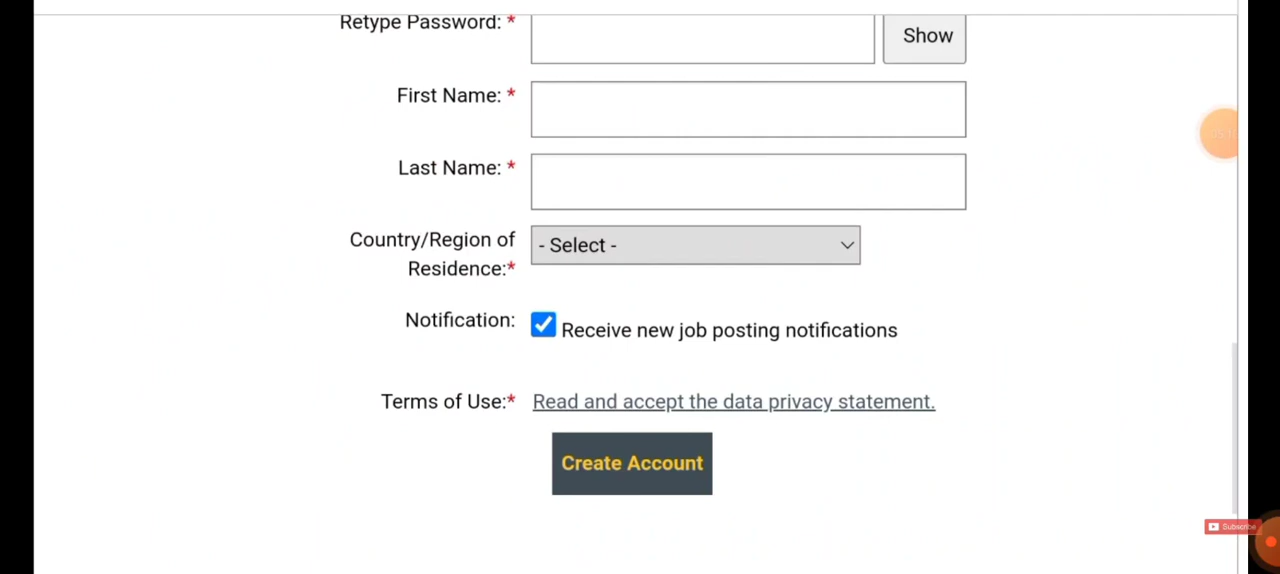 Retype Password: *
Show
First Name: *
Last Name: *
Country/Region of
Residence:*
- Select -
Notification:
Receive new job posting notifications
Terms of Use:*
Read and accept the data privacy statement.
Create Account
Subscribe